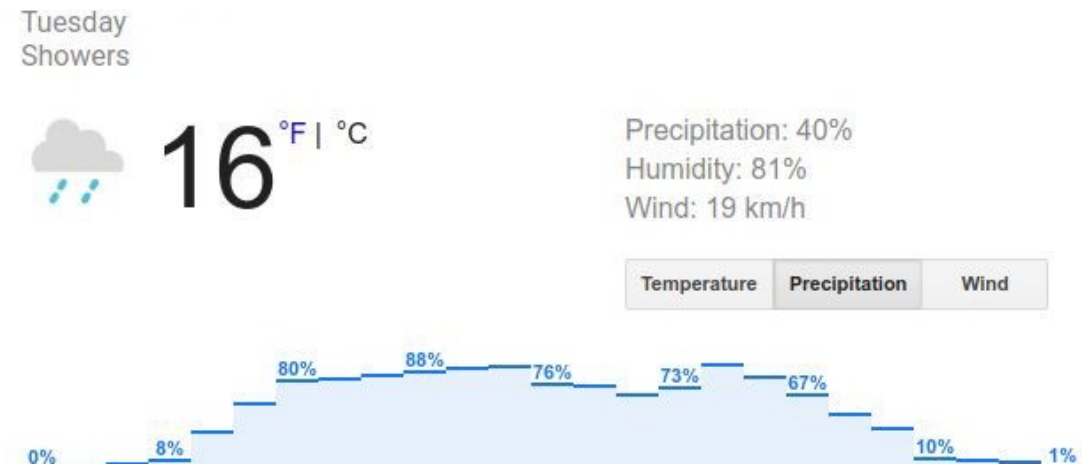 Tuesday
Showers
16 °F | °C
Precipitation: 40%
Humidity: 81%
Wind: 19 km/h
Temperature Precipitation Wind
0% 8% 80% 88% 76% 73% 67% 10% 1%